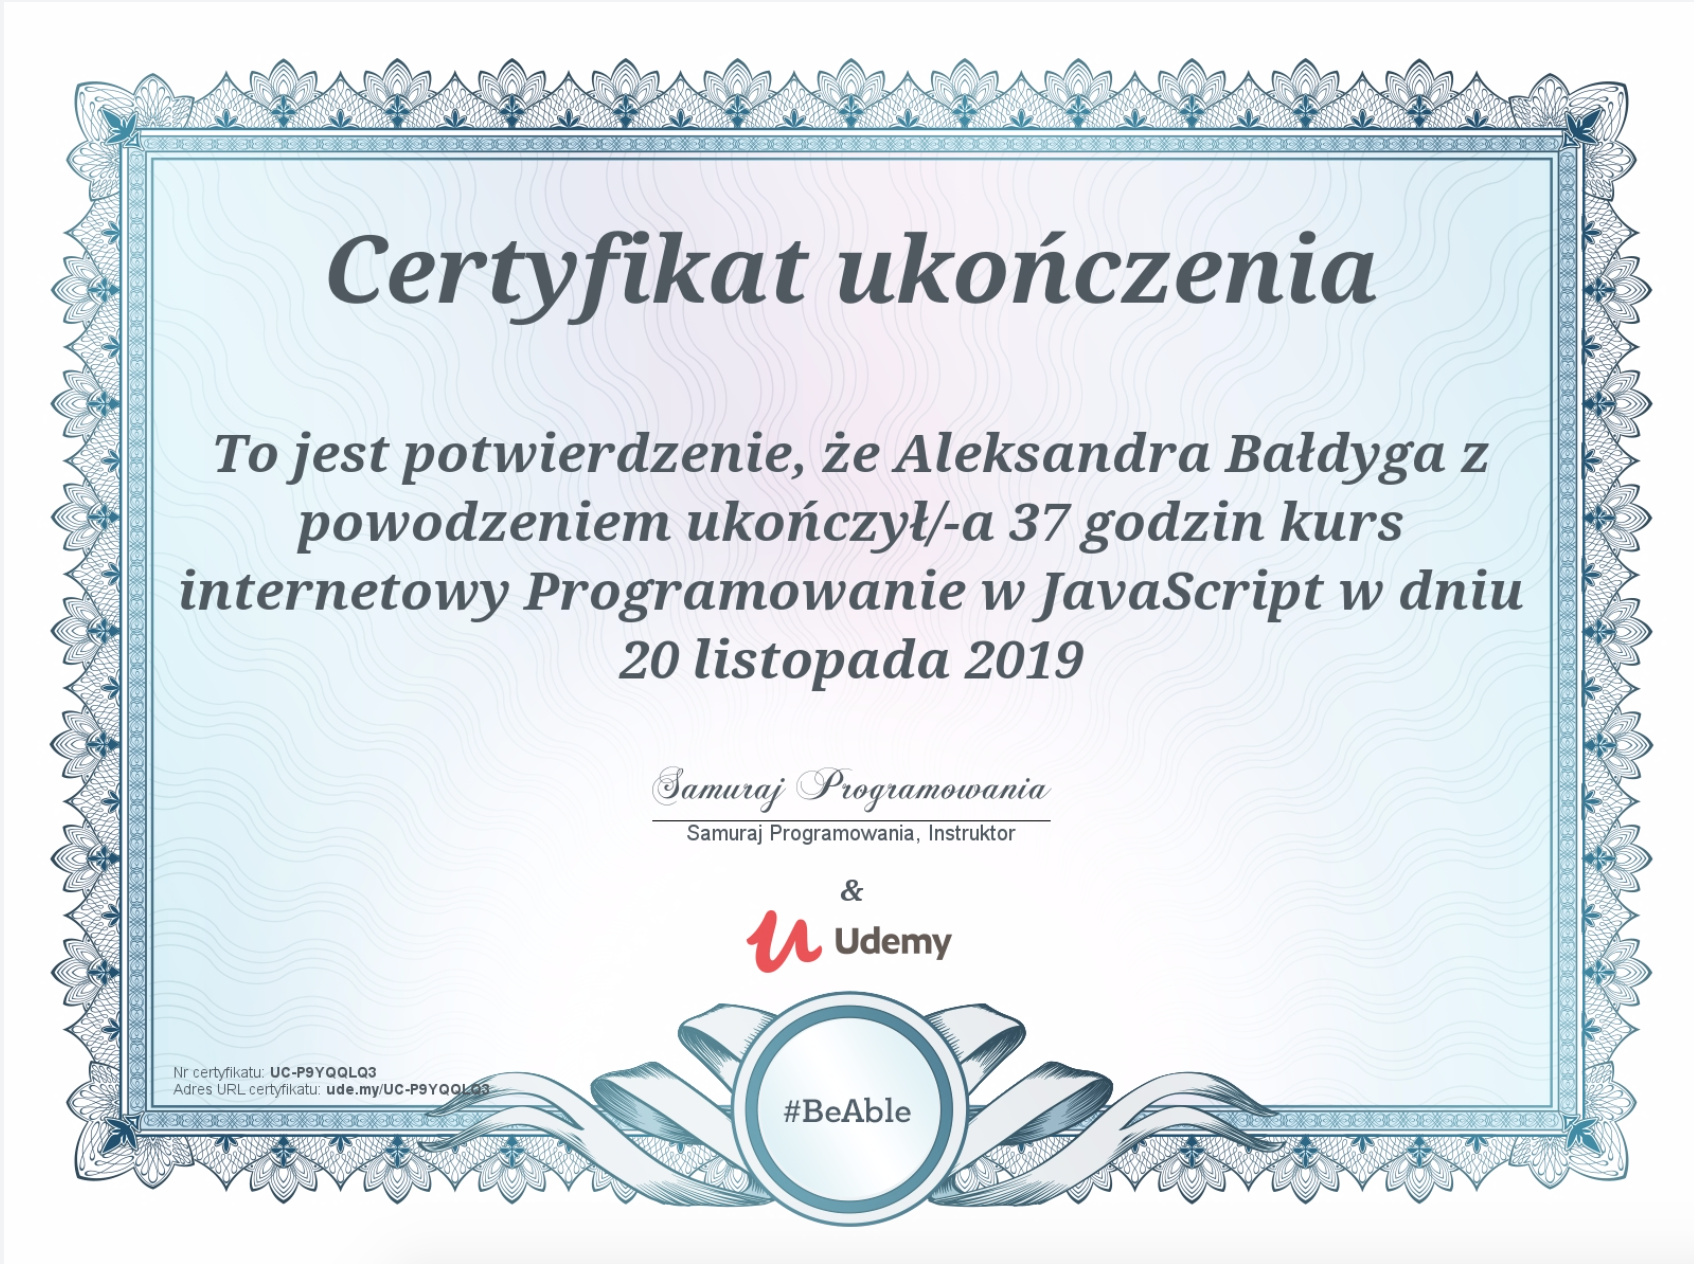 Certyfikat ukończenia
To jest potwierdzenie, że Aleksandra Bałdyga z
powodzeniem ukończył/-a 37 godzin kurs
internetowy Programowanie w JavaScript w dniu
20 listopada 2019
Samuraj Programowania
Samuraj Programowania, Instruktor
&
Udemy
Nr certyfikatu: UC-P9YQQLQ3
Adres URL certyfikatu: ude.my/UC-P9YQQLQ3
#BeAble